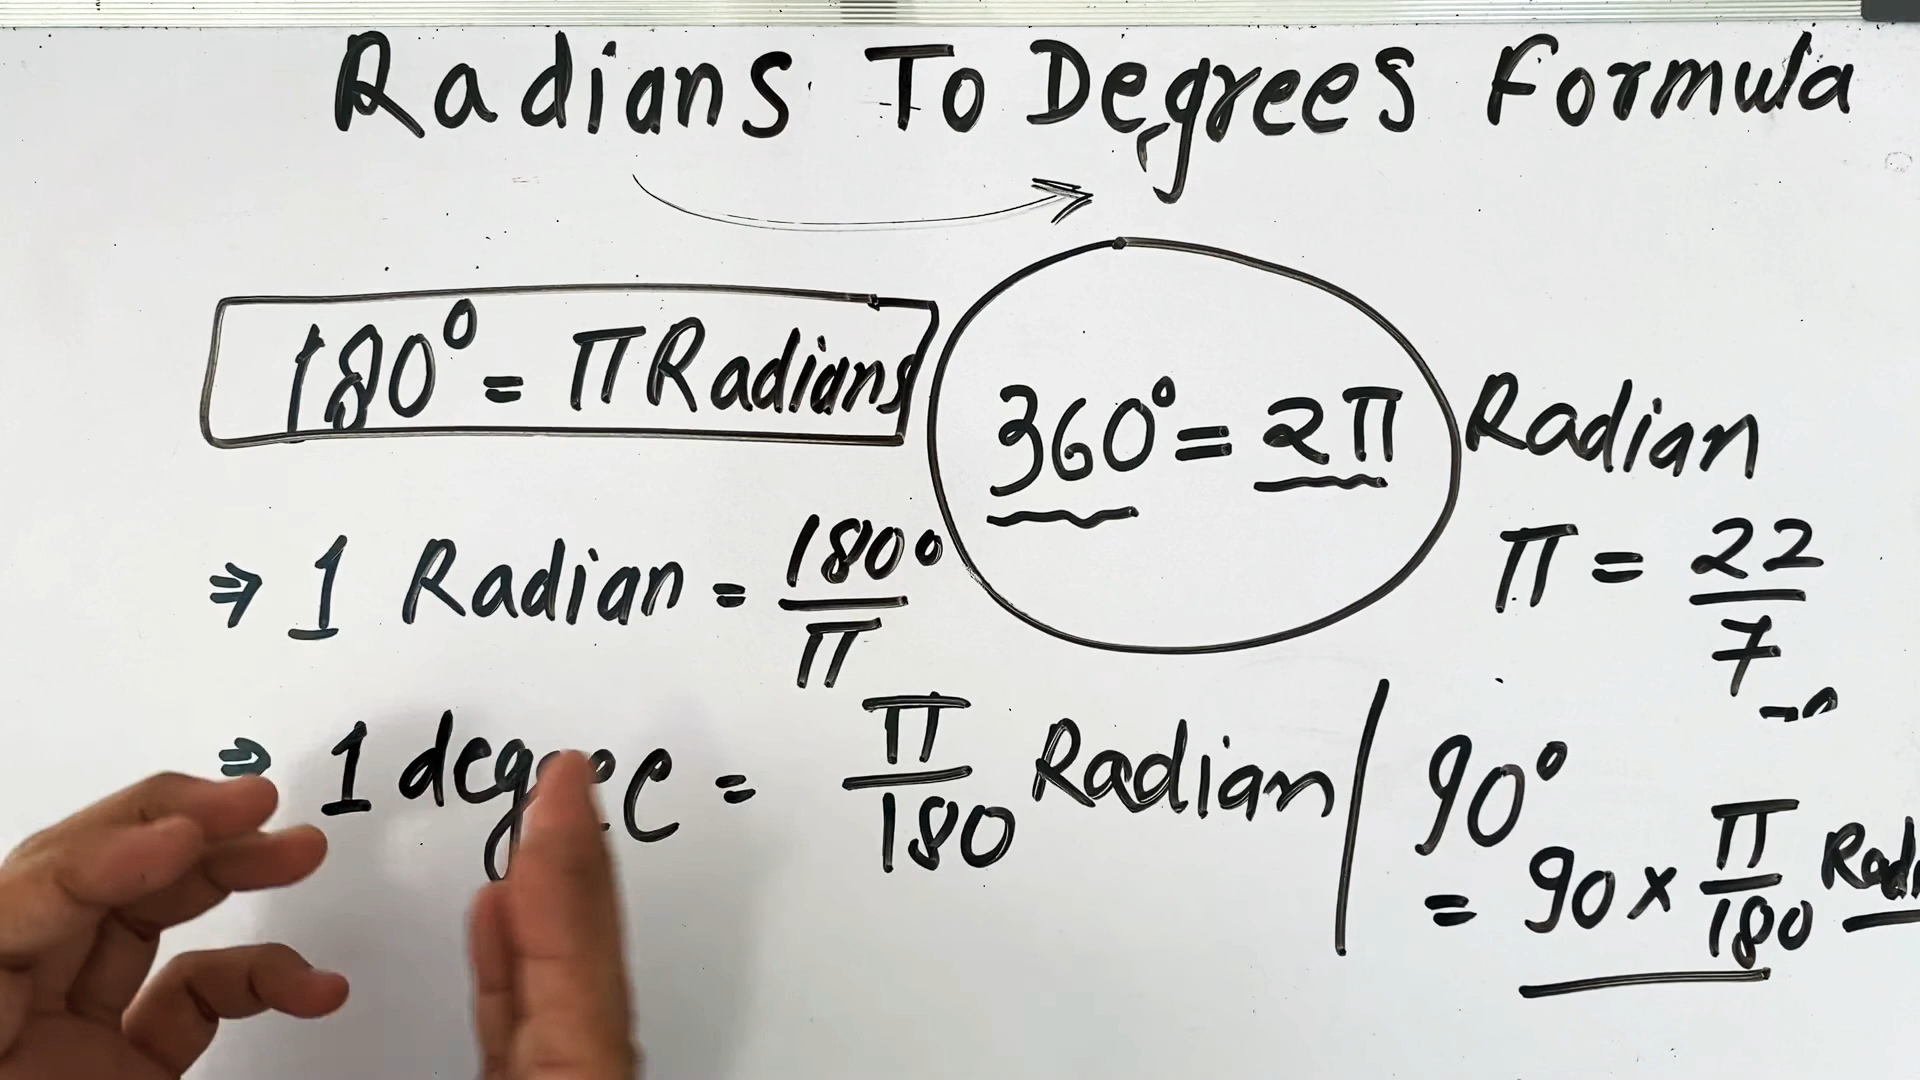 Radians To Degrees Formula
180° = π Radians
360° = 2π Radian
⇒ 1 Radian = 180°/π
π = 22/7
⇒ 1 degree = π/180 Radian
90°
= 90 × π/180